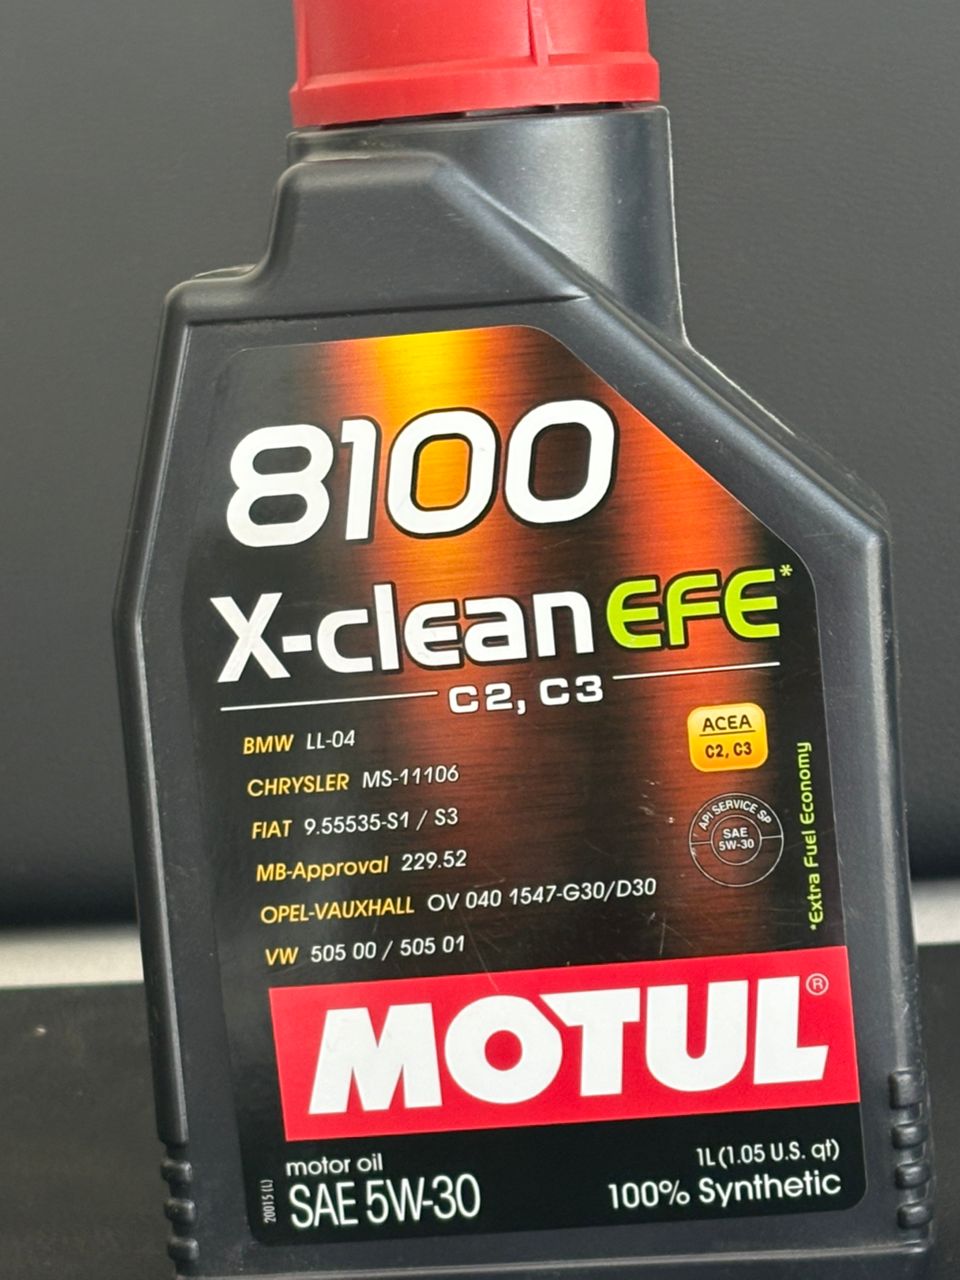 8100
X-clean EFE*
C2, C3
BMW LL-04
CHRYSLER MS-11106
FIAT 9.55535-S1 / S3
MB-Approval 229.52
OPEL-VAUXHALL OV 040 1547-G30/D30
VW 505 00 / 505 01
ACEA
C2, C3
API SERVICE SP
SAE
5W-30
*Extra Fuel Economy
MOTUL®
motor oil
SAE 5W-30
1L (1.05 U.S. qt)
100% Synthetic
20015 (L)